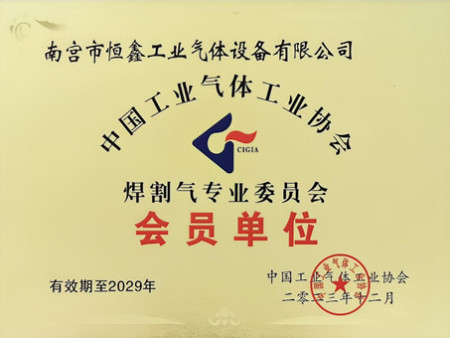 南宫市恒鑫工业气体设备有限公司
中国工业气体工业协会
CIGIA
焊割气专业委员会
会员单位
有效期至2029年
中国工业气体工业协会
二零二三年十二月